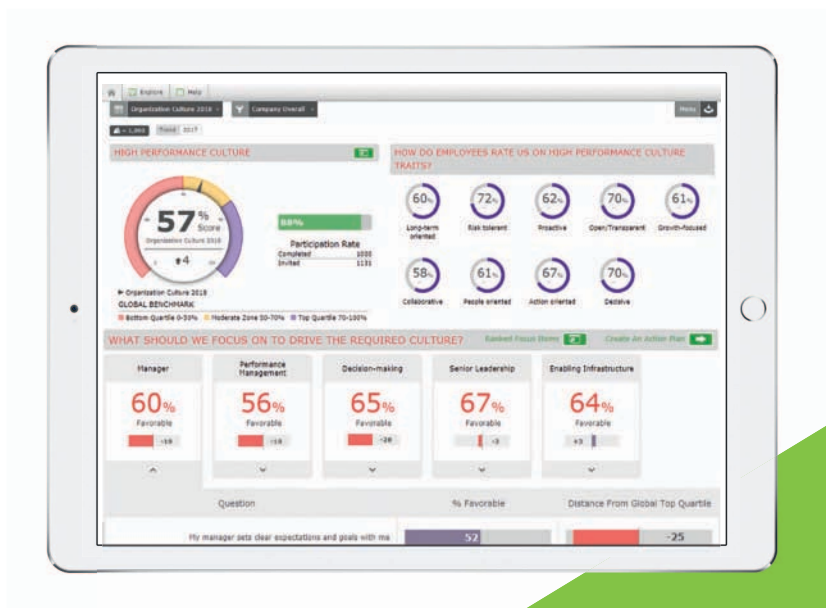 Explore Help
Organization Culture 2018 Company Overall Menu
Trend 2017
HIGH PERFORMANCE CULTURE
57% Score
Organization Culture 2018
4
88%
Participation Rate
Completed 1000
Invited 1131
Organization Culture 2018
GLOBAL BENCHMARK
Bottom Quartile 0-50% Moderate Zone 50-70% Top Quartile 70-100%
HOW DO EMPLOYEES RATE US ON HIGH PERFORMANCE CULTURE
TRAITS?
60% 72% 62% 70% 61%
Long-term oriented Risk tolerant Proactive Open/Transparent Growth-focused
58% 61% 67% 70%
Collaborative People oriented Action oriented Decisive
WHAT SHOULD WE FOCUS ON TO DRIVE THE REQUIRED CULTURE? Ranked Focus Items Create An Action Plan
Manager Performance Management Decision-making Senior Leadership Enabling Infrastructure
60% 56% 65% 67% 64%
Favorable Favorable Favorable Favorable Favorable
-3 +3
Question % Favorable Distance From Global Top Quartile
My manager sets clear expectations and goals with me 52 -25